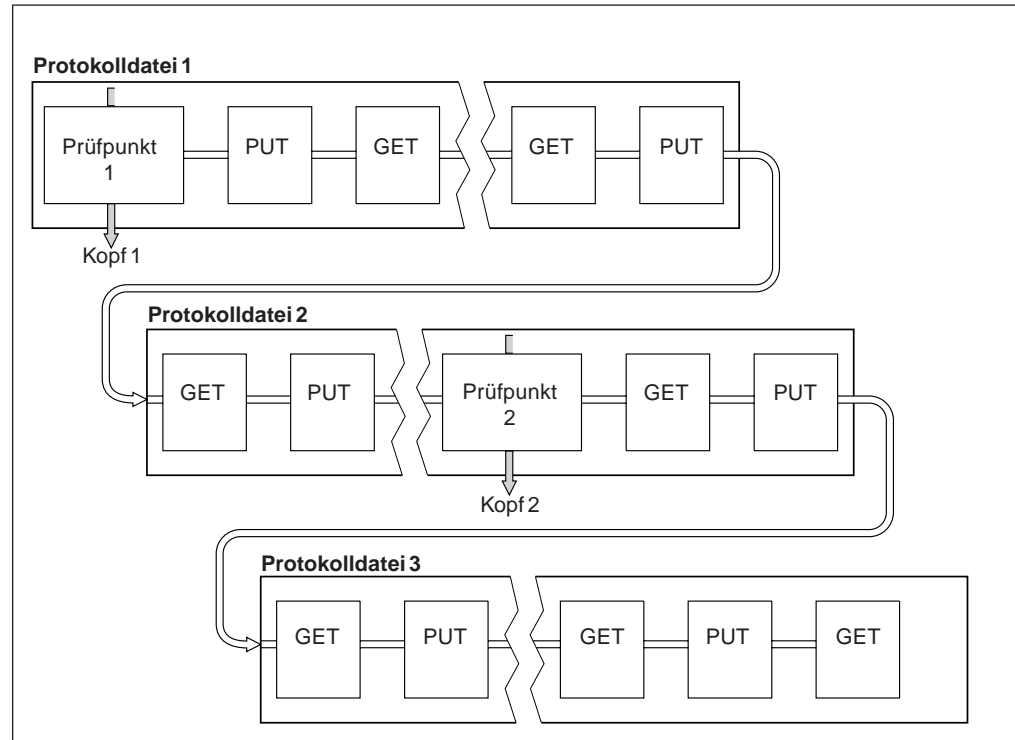 Protokolldatei 1
Prüfpunkt
1
PUT
GET
GET
PUT
Kopf 1
Protokolldatei 2
GET
PUT
Prüfpunkt
2
GET
PUT
Kopf 2
Protokolldatei 3
GET
PUT
GET
PUT
GET